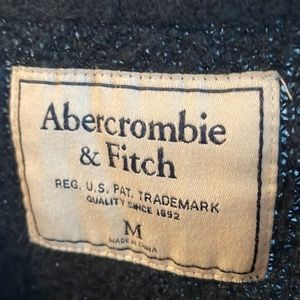 Abercrombie
& Fitch
REG. U.S. PAT. TRADEMARK
QUALITY SINCE 1892
M
MADE IN CHINA